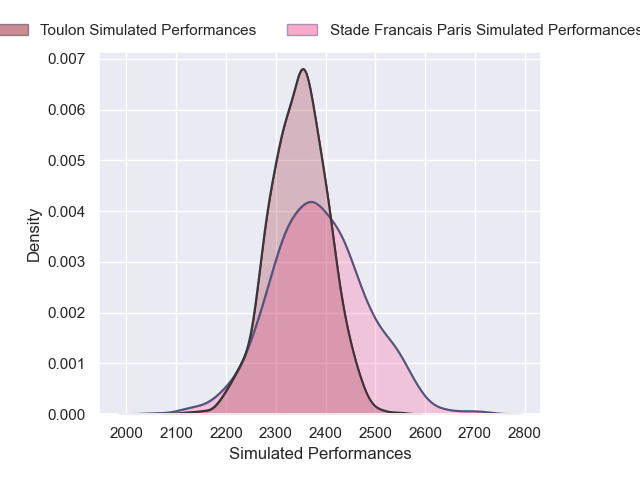 Toulon Simulated Performances Stade Francais Paris Simulated Performances
0.007
0.006
0.005
0.004
0.003
0.002
0.001
0.000
Density
2000 2100 2200 2300 2400 2500 2600 2700 2800
Simulated Performances